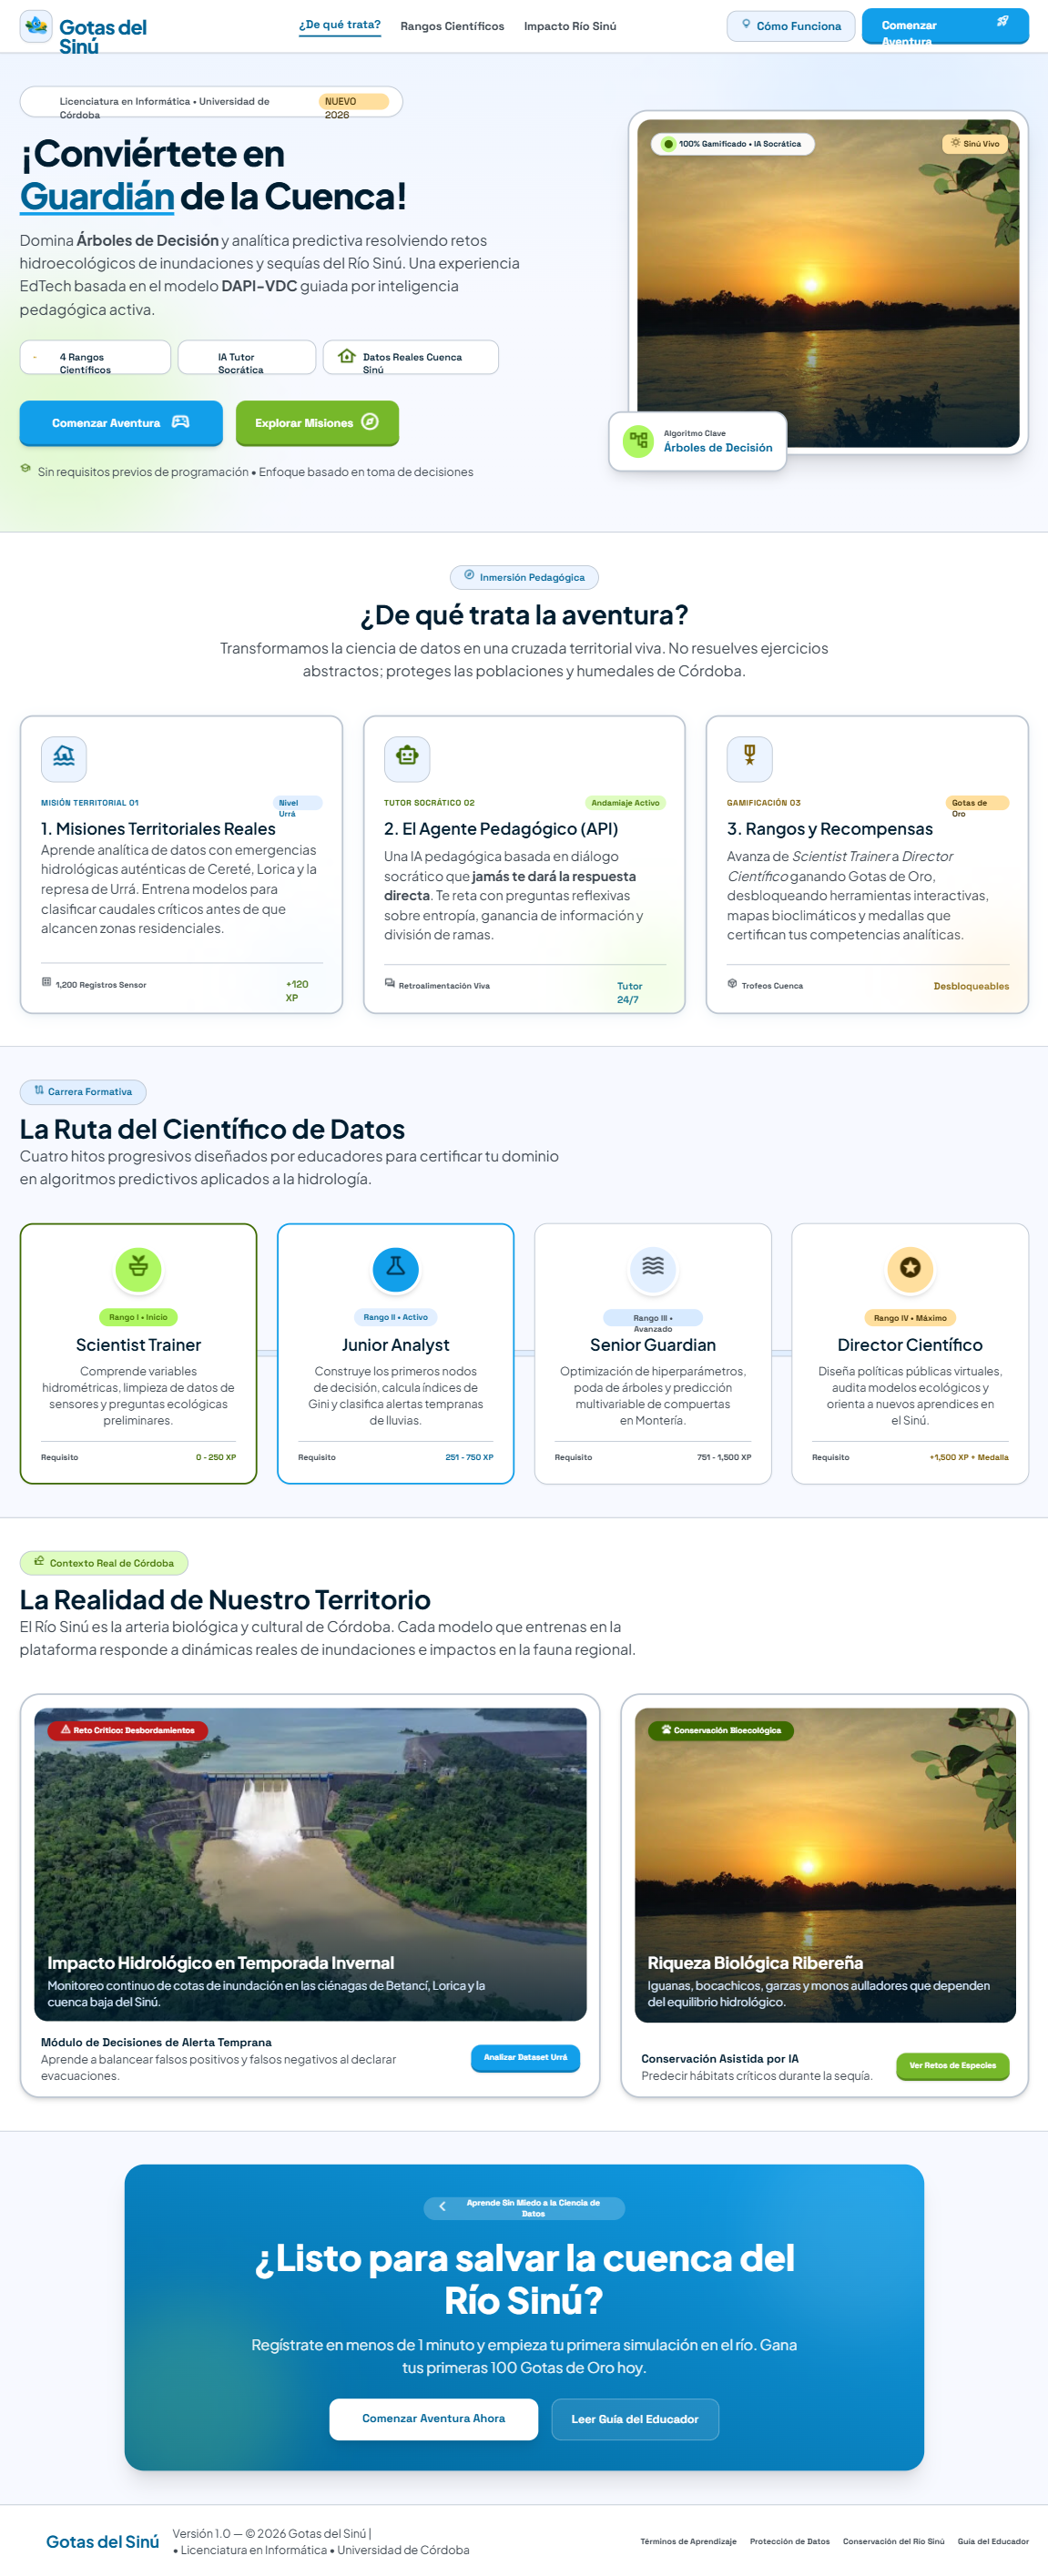 Gotas del
Sinú
¿De qué trata?
Rangos Científicos
Impacto Río Sinú
Cómo Funciona
Comenzar
Aventura
Licenciatura en Informática • Universidad de
Córdoba
NUEVO
2026
¡Conviértete en
Guardián de la Cuenca!
Domina Árboles de Decisión y analítica predictiva resolviendo retos
hidroecológicos de inundaciones y sequías del Río Sinú. Una experiencia
EdTech basada en el modelo DAPI-VDC guiada por inteligencia
pedagógica activa.
4 Rangos
Científicos
IA Tutor
Socrática
Datos Reales Cuenca
Sinú
Comenzar Aventura
Explorar Misiones
Sin requisitos previos de programación • Enfoque basado en toma de decisiones
100% Gamificado • IA Socrática
Sinú Vivo
Algoritmo Clave
Árboles de Decisión
Inmersión Pedagógica
¿De qué trata la aventura?
Transformamos la ciencia de datos en una cruzada territorial viva. No resuelves ejercicios
abstractos; proteges las poblaciones y humedales de Córdoba.
MISIÓN TERRITORIAL 01
Nivel
Urrá
1. Misiones Territoriales Reales
Aprende analítica de datos con emergencias
hidrológicas auténticas de Cereté, Lorica y la
represa de Urrá. Entrena modelos para
clasificar caudales críticos antes de que
alcancen zonas residenciales.
1,200 Registros Sensor
+120
XP
TUTOR SOCRÁTICO 02
Andamiaje Activo
2. El Agente Pedagógico (API)
Una IA pedagógica basada en diálogo
socrático que jamás te dará la respuesta
directa. Te reta con preguntas reflexivas
sobre entropía, ganancia de información y
división de ramas.
Retroalimentación Viva
Tutor
24/7
GAMIFICACIÓN 03
Gotas de
Oro
3. Rangos y Recompensas
Avanza de Scientist Trainer a Director
Científico ganando Gotas de Oro,
desbloqueando herramientas interactivas,
mapas bioclimáticos y medallas que
certifican tus competencias analíticas.
Trofeos Cuenca
Desbloqueables
Carrera Formativa
La Ruta del Científico de Datos
Cuatro hitos progresivos diseñados por educadores para certificar tu dominio
en algoritmos predictivos aplicados a la hidrología.
Rango I • Inicio
Scientist Trainer
Comprende variables
hidrométricas, limpieza de datos de
sensores y preguntas ecológicas
preliminares.
Requisito
0 - 250 XP
Rango II • Activo
Junior Analyst
Construye los primeros nodos
de decisión, calcula índices de
Gini y clasifica alertas tempranas
de lluvias.
Requisito
251 - 750 XP
Rango III •
Avanzado
Senior Guardian
Optimización de hiperparámetros,
poda de árboles y predicción
multivariable de compuertas
en Montería.
Requisito
751 - 1,500 XP
Rango IV • Máximo
Director Científico
Diseña políticas públicas virtuales,
audita modelos ecológicos y
orienta a nuevos aprendices en
el Sinú.
Requisito
+1,500 XP + Medalla
Contexto Real de Córdoba
La Realidad de Nuestro Territorio
El Río Sinú es la arteria biológica y cultural de Córdoba. Cada modelo que entrenas en la
plataforma responde a dinámicas reales de inundaciones e impactos en la fauna regional.
Reto Crítico: Desbordamientos
Impacto Hidrológico en Temporada Invernal
Monitoreo continuo de cotas de inundación en las ciénagas de Betancí, Lorica y la
cuenca baja del Sinú.
Módulo de Decisiones de Alerta Temprana
Aprende a balancear falsos positivos y falsos negativos al declarar
evacuaciones.
Analizar Dataset Urrá
Conservación Bioecológica
Riqueza Biológica Ribereña
Iguanas, bocachicos, garzas y monos aulladores que dependen
del equilibrio hidrológico.
Conservación Asistida por IA
Predecir hábitats críticos durante la sequía.
Ver Retos de Especies
Aprende Sin Miedo a la Ciencia de
Datos
¿Listo para salvar la cuenca del
Río Sinú?
Regístrate en menos de 1 minuto y empieza tu primera simulación en el río. Gana
tus primeras 100 Gotas de Oro hoy.
Comenzar Aventura Ahora
Leer Guía del Educador
Gotas del Sinú
Versión 1.0 — © 2026 Gotas del Sinú |
• Licenciatura en Informática • Universidad de Córdoba
Términos de Aprendizaje
Protección de Datos
Conservación del Río Sinú
Guía del Educador